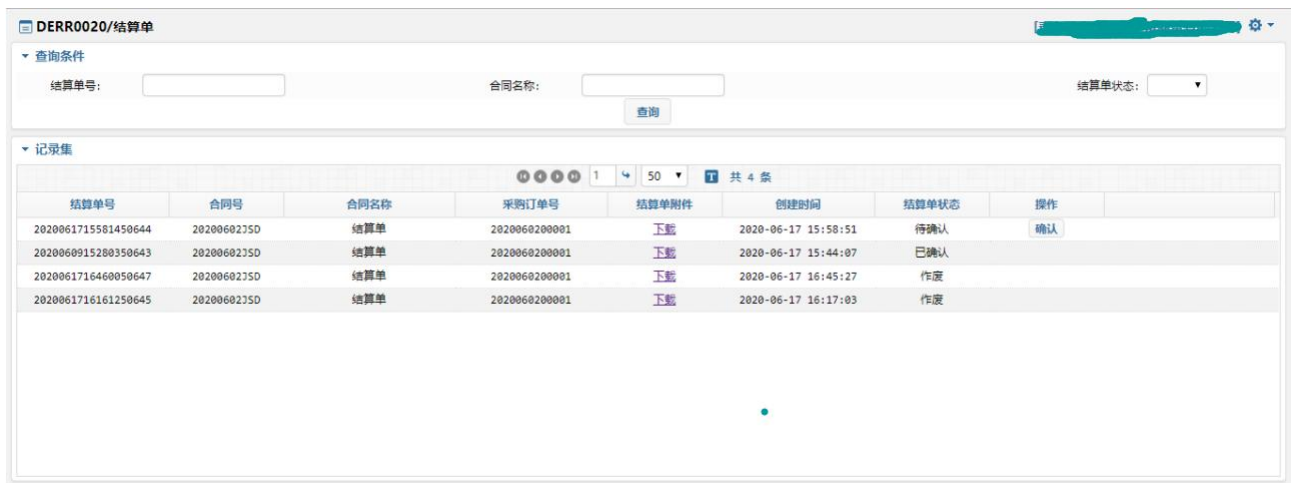 DERR0020/结算单
查询条件
结算单号： 合同名称： 结算单状态：
查询
记录集
1 50 T 共 4 条
结算单号 合同号 合同名称 采购订单号 结算单附件 创建时间 结算单状态 操作
2020061715581450644 20200602JSD 结算单 2020060200001 下载 2020-06-17 15:58:51 待确认 确认
2020060915280350643 20200602JSD 结算单 2020060200001 下载 2020-06-17 15:44:07 已确认
2020061716460050647 20200602JSD 结算单 2020060200001 下载 2020-06-17 16:45:27 作废
2020061716161250645 20200602JSD 结算单 2020060200001 下载 2020-06-17 16:17:03 作废